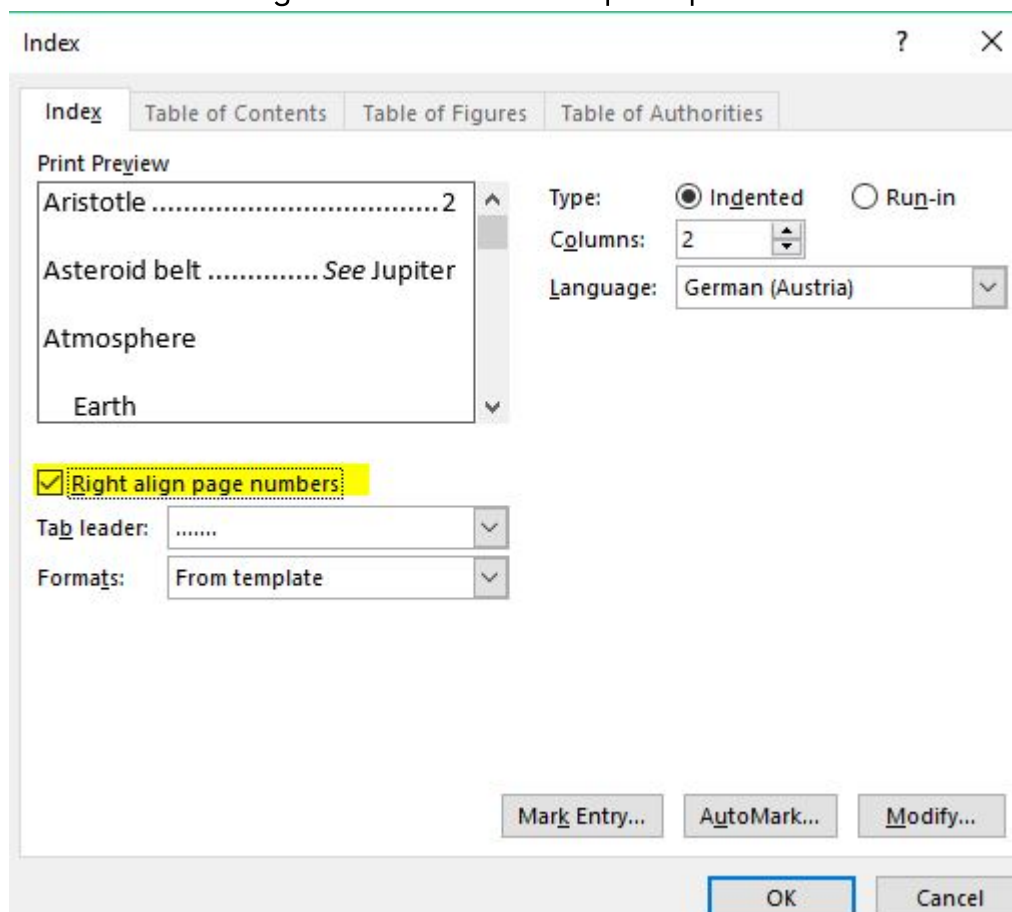 Index ? ×
Index Table of Contents Table of Figures Table of Authorities
Print Preview
Aristotle ..................................... 2
Asteroid belt .............. See Jupiter
Atmosphere
Earth
Type: Indented Run-in
Columns: 2
Language: German (Austria)
Right align page numbers
Tab leader: .......
Formats: From template
Mark Entry... AutoMark... Modify...
OK Cancel